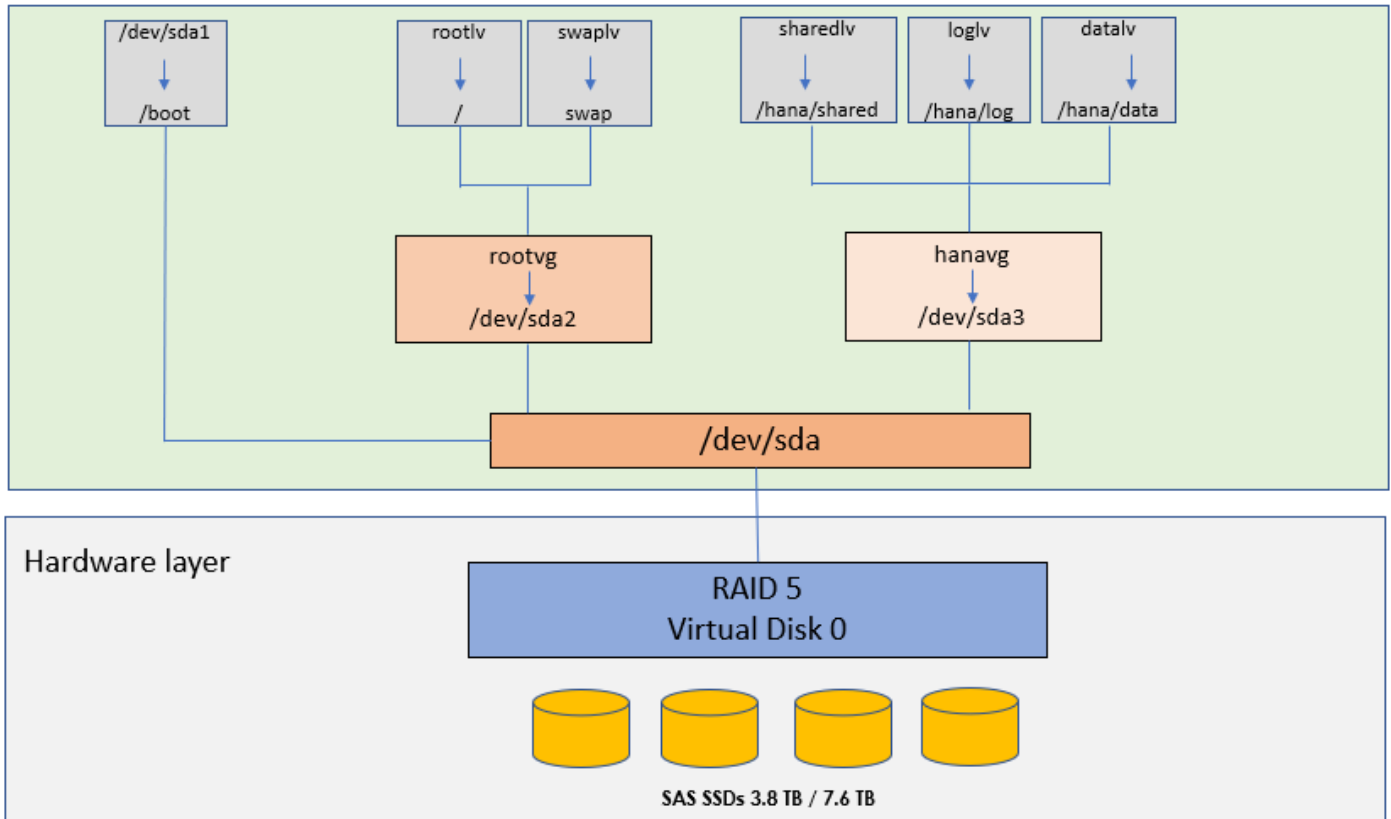 /dev/sda1
/boot
rootlv
/
swaplv
swap
sharedlv
/hana/shared
loglv
/hana/log
datalv
/hana/data
rootvg
/dev/sda2
hanavg
/dev/sda3
/dev/sda
Hardware layer
RAID 5
Virtual Disk 0
SAS SSDs 3.8 TB / 7.6 TB